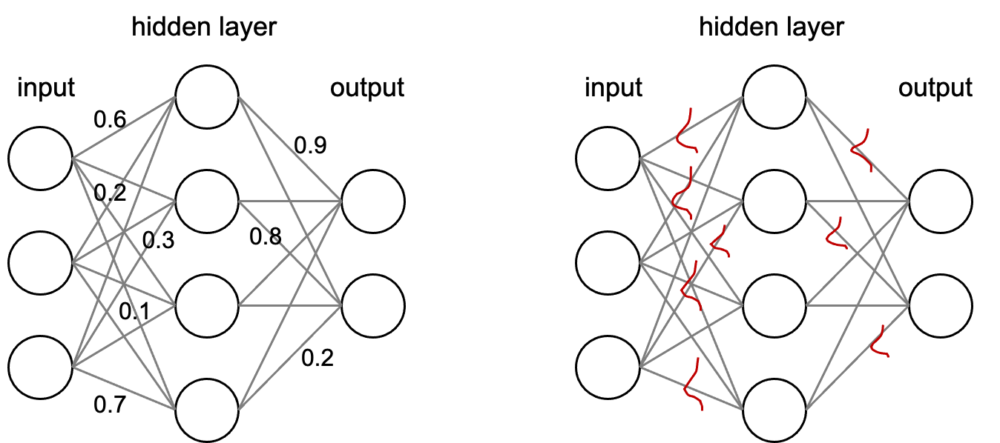 hidden layer
input
output
0.6
0.9
0.2
0.3
0.8
0.1
0.2
0.7
hidden layer
input
output